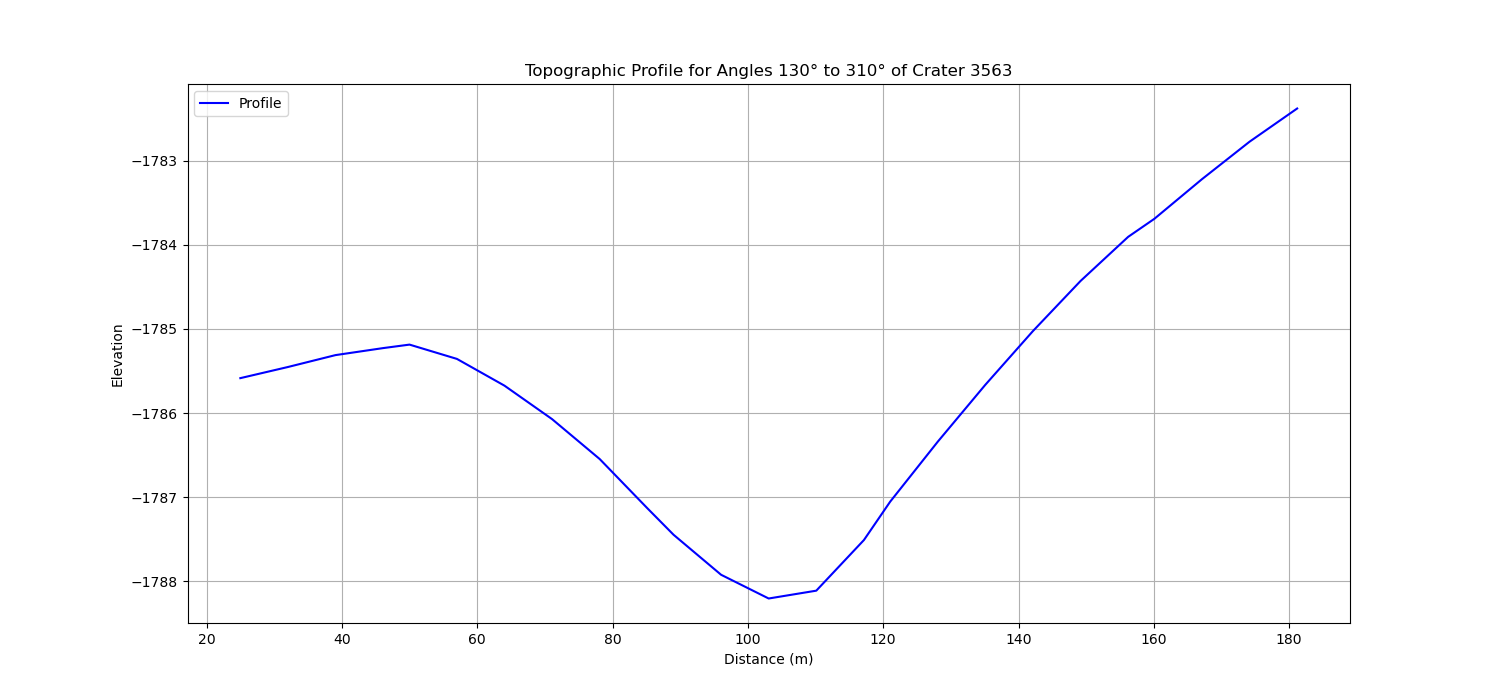 Topographic Profile for Angles 130° to 310° of Crater 3563
Profile
−1783
−1784
−1785
−1786
−1787
−1788
Elevation
20 40 60 80 100 120 140 160 180
Distance (m)